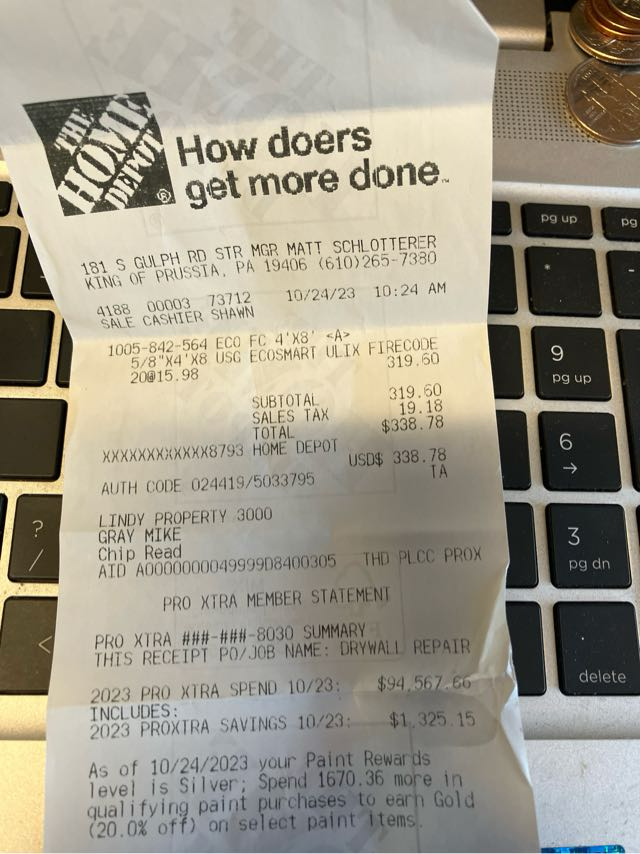 THE
HOME
DEPOT
®
How doers
get more done™
181 S GULPH RD STR MGR MATT SCHLOTTERER
KING OF PRUSSIA, PA 19406 (610)265-7380
4188 00003 73712 10/24/23 10:24 AM
SALE CASHIER SHAWN
1005-842-564 ECO FC 4'X8' <A>
5/8"X4'X8 USG ECOSMART ULIX FIRECODE
20@15.98 319.60
SUBTOTAL 319.60
SALES TAX 19.18
TOTAL $338.78
XXXXXXXXXXXX8793 HOME DEPOT
USD$ 338.78
AUTH CODE 024419/5033795 TA
LINDY PROPERTY 3000
GRAY MIKE
Chip Read
AID A0000000049999D8400305 THD PLCC PROX
PRO XTRA MEMBER STATEMENT
PRO XTRA ###-###-8030 SUMMARY
THIS RECEIPT PO/JOB NAME: DRYWALL REPAIR
2023 PRO XTRA SPEND 10/23: $94,567.66
INCLUDES:
2023 PROXTRA SAVINGS 10/23: $1,325.15
As of 10/24/2023 your Paint Rewards
level is Silver; Spend 1670.36 more in
qualifying paint purchases to earn Gold
(20.0% off) on select paint items.
pg up
pg
*
9
pg up
6
→
3
pg dn
delete
?
/
<